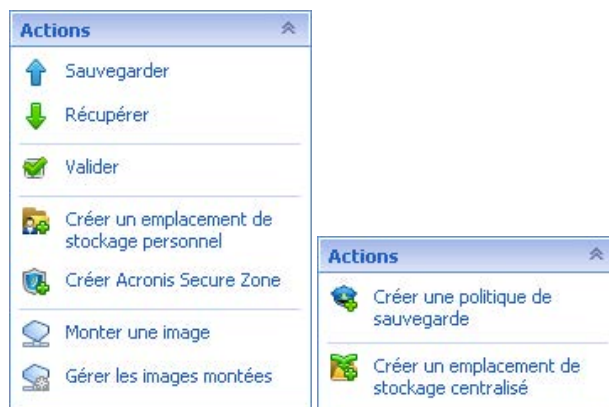 Actions
Sauvegarder
Récupérer
Valider
Créer un emplacement de
stockage personnel
Créer Acronis Secure Zone
Monter une image
Gérer les images montées
Actions
Créer une politique de
sauvegarde
Créer un emplacement de
stockage centralisé